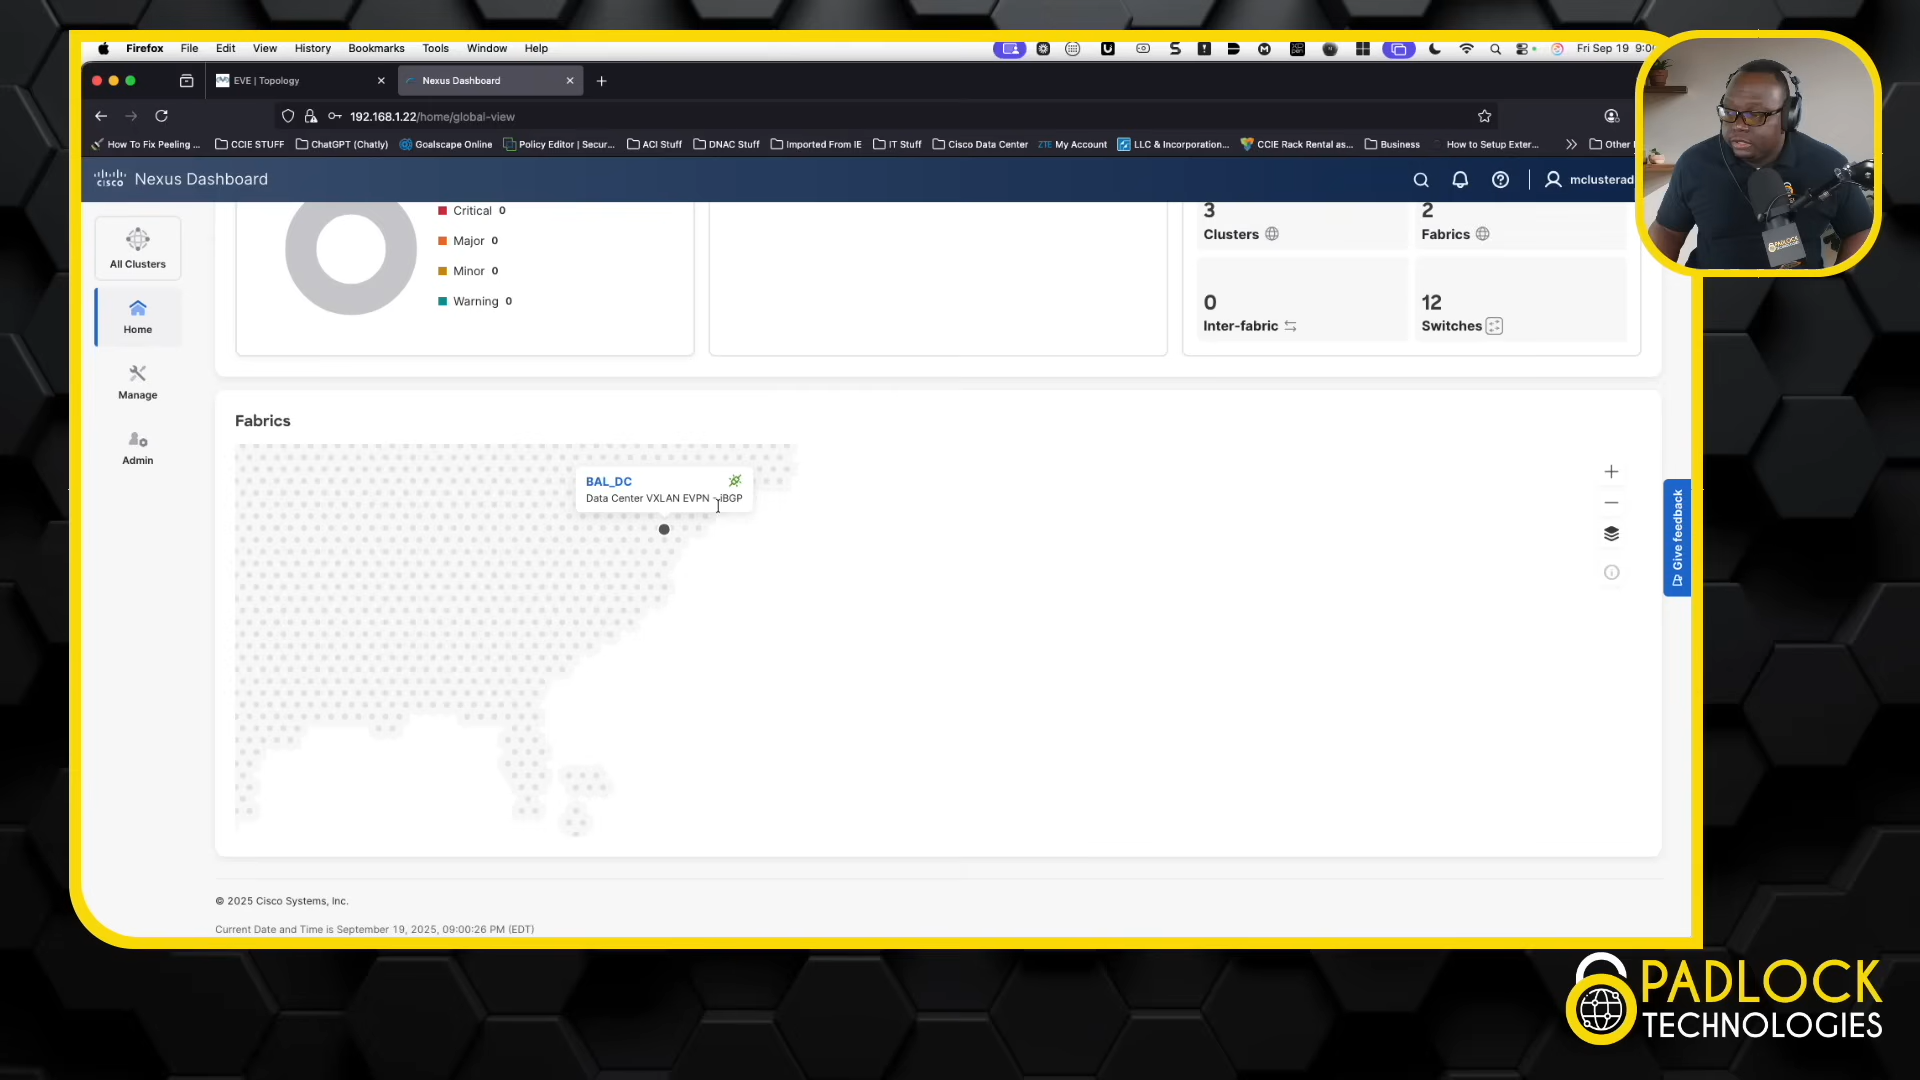 Firefox File Edit View History Bookmarks Tools Window Help Fri Sep 19
EVE | Topology
Nexus Dashboard
192.168.1.22/home/global-view
How To Fix Peeling ... CCIE STUFF ChatGPT (Chatly) Goalscape Online Policy Editor | Secur... ACI Stuff DNAC Stuff Imported From IE IT Stuff Cisco Data Center ZTE My Account LLC & Incorporation... CCIE Rack Rental as... Business How to Setup Exter... Other
cisco Nexus Dashboard mclusterad
All Clusters
Home
Manage
Admin
Critical 0
Major 0
Minor 0
Warning 0
3
Clusters
2
Fabrics
0
Inter-fabric
12
Switches
Fabrics
BAL_DC
Data Center VXLAN EVPN - iBGP
Give feedback
© 2025 Cisco Systems, Inc.
Current Date and Time is September 19, 2025, 09:00:26 PM (EDT)
PADLOCK
TECHNOLOGIES